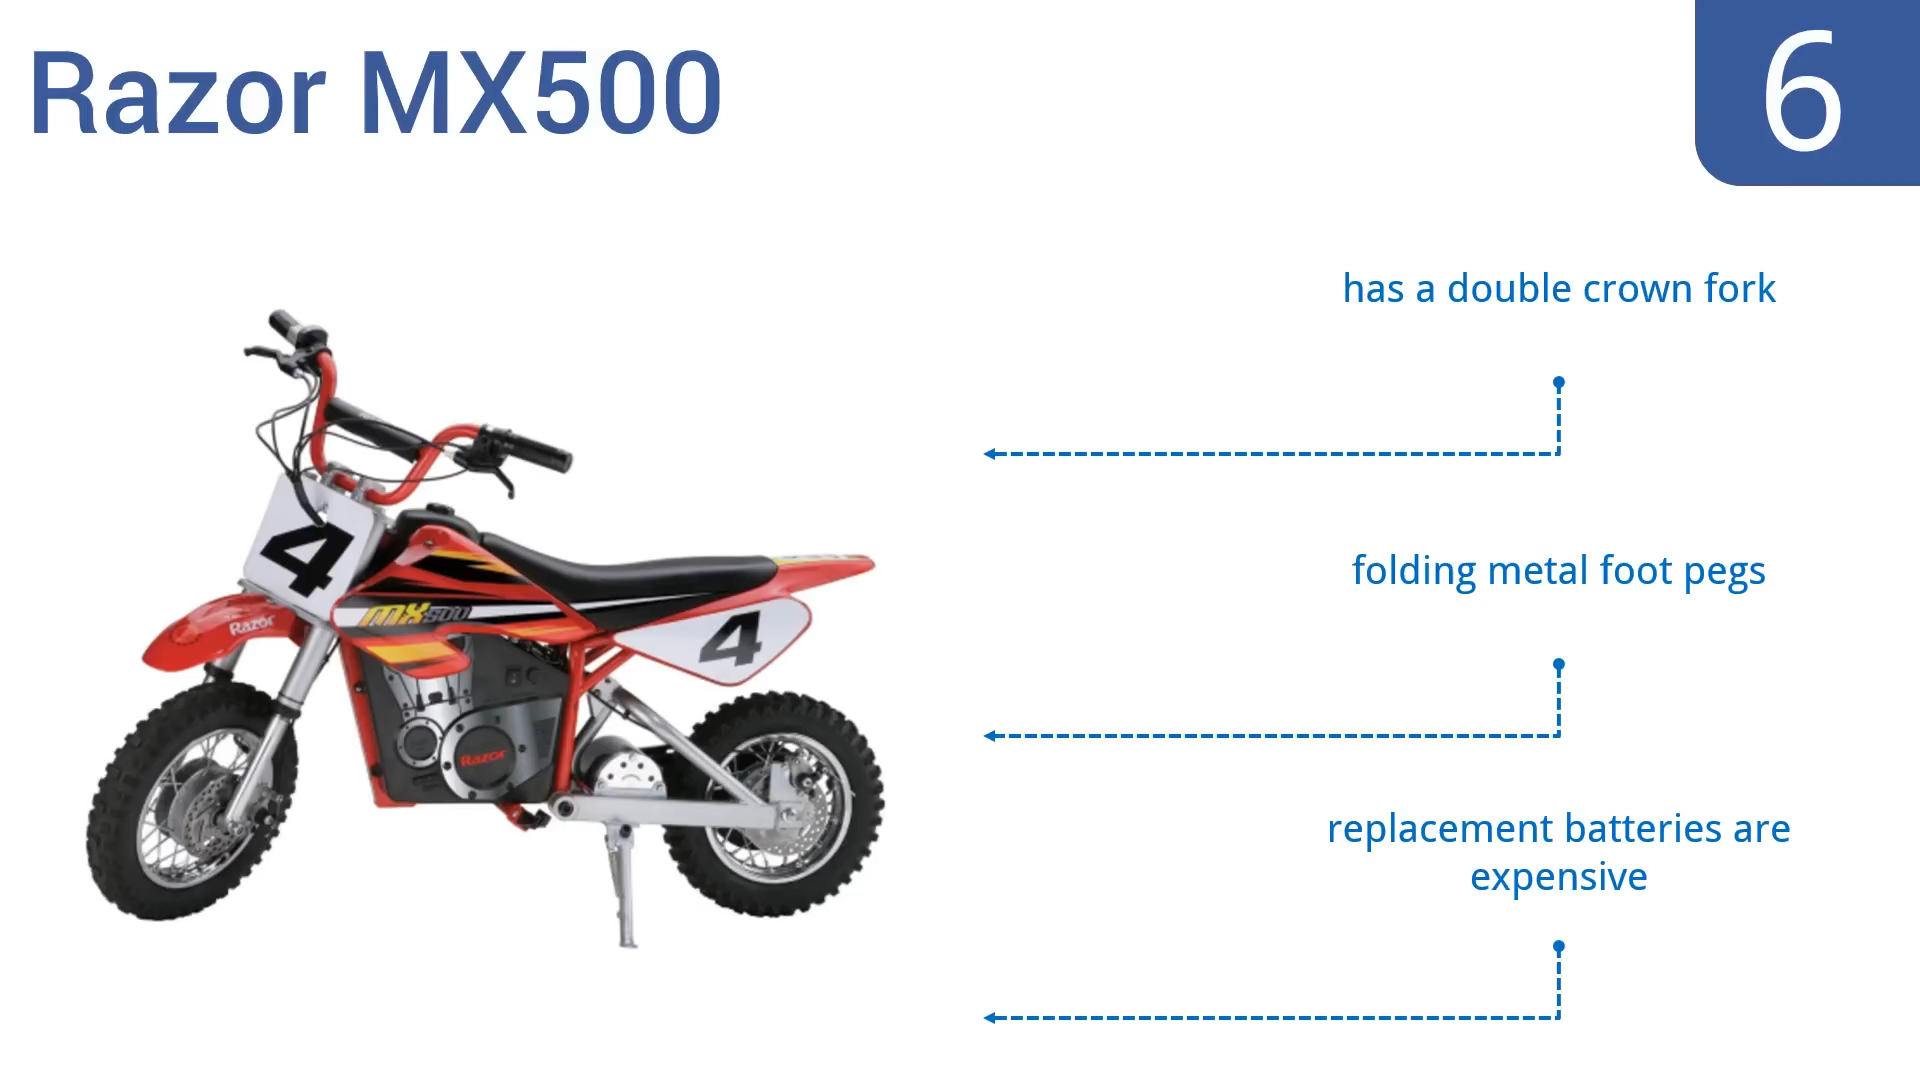 Razor MX500
6
has a double crown fork
4
MX500
Razor
folding metal foot pegs
4
Razor
replacement batteries are
expensive